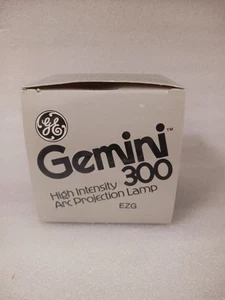 GE
Gemini™
300
High Intensity
Arc Projection Lamp
EZG